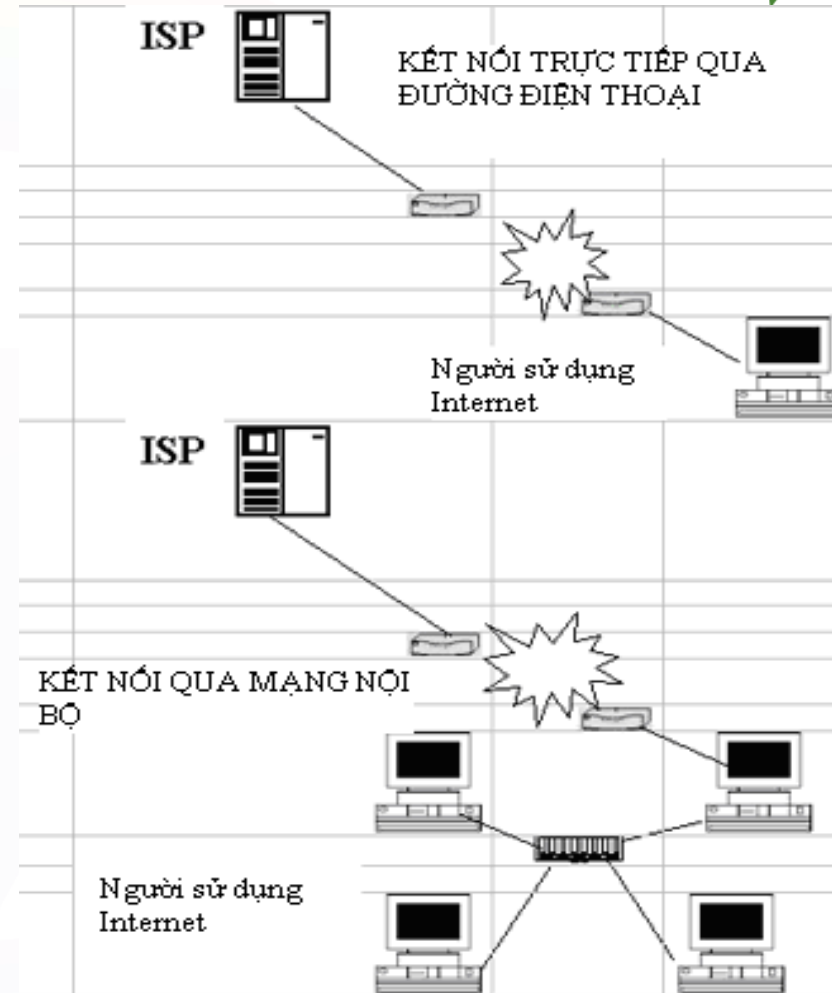 ISP
KẾT NỐI TRỰC TIẾP QUA
ĐƯỜNG ĐIỆN THOẠI
Người sử dụng
Internet
ISP
KẾT NỐI QUA MẠNG NỘI
BỘ
Người sử dụng
Internet